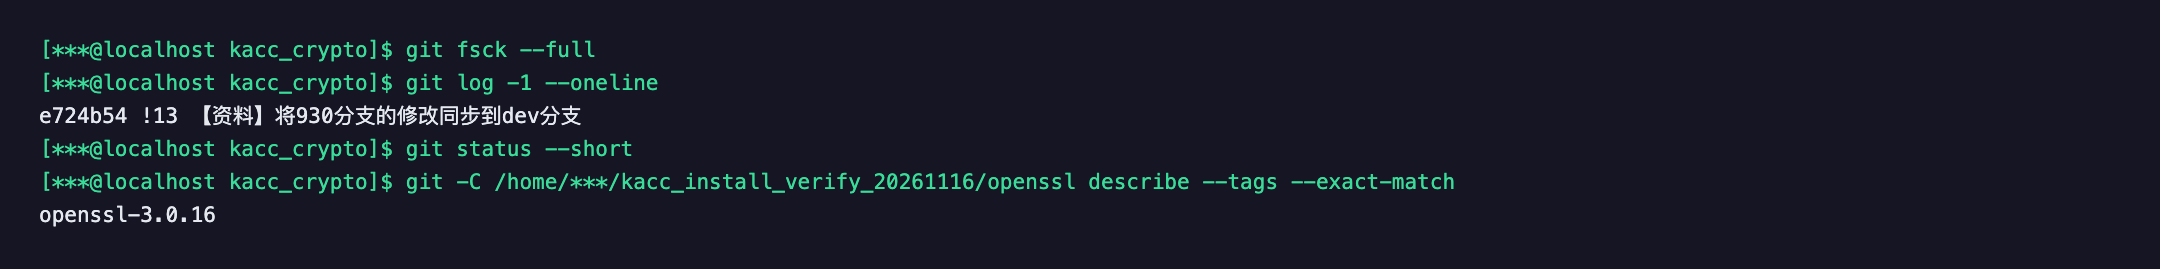 [***@localhost kacc_crypto]$ git fsck --full
[***@localhost kacc_crypto]$ git log -1 --oneline
e724b54 !13 【资料】将930分支的修改同步到dev分支
[***@localhost kacc_crypto]$ git status --short
[***@localhost kacc_crypto]$ git -C /home/***/kacc_install_verify_20261116/openssl describe --tags --exact-match
openssl-3.0.16